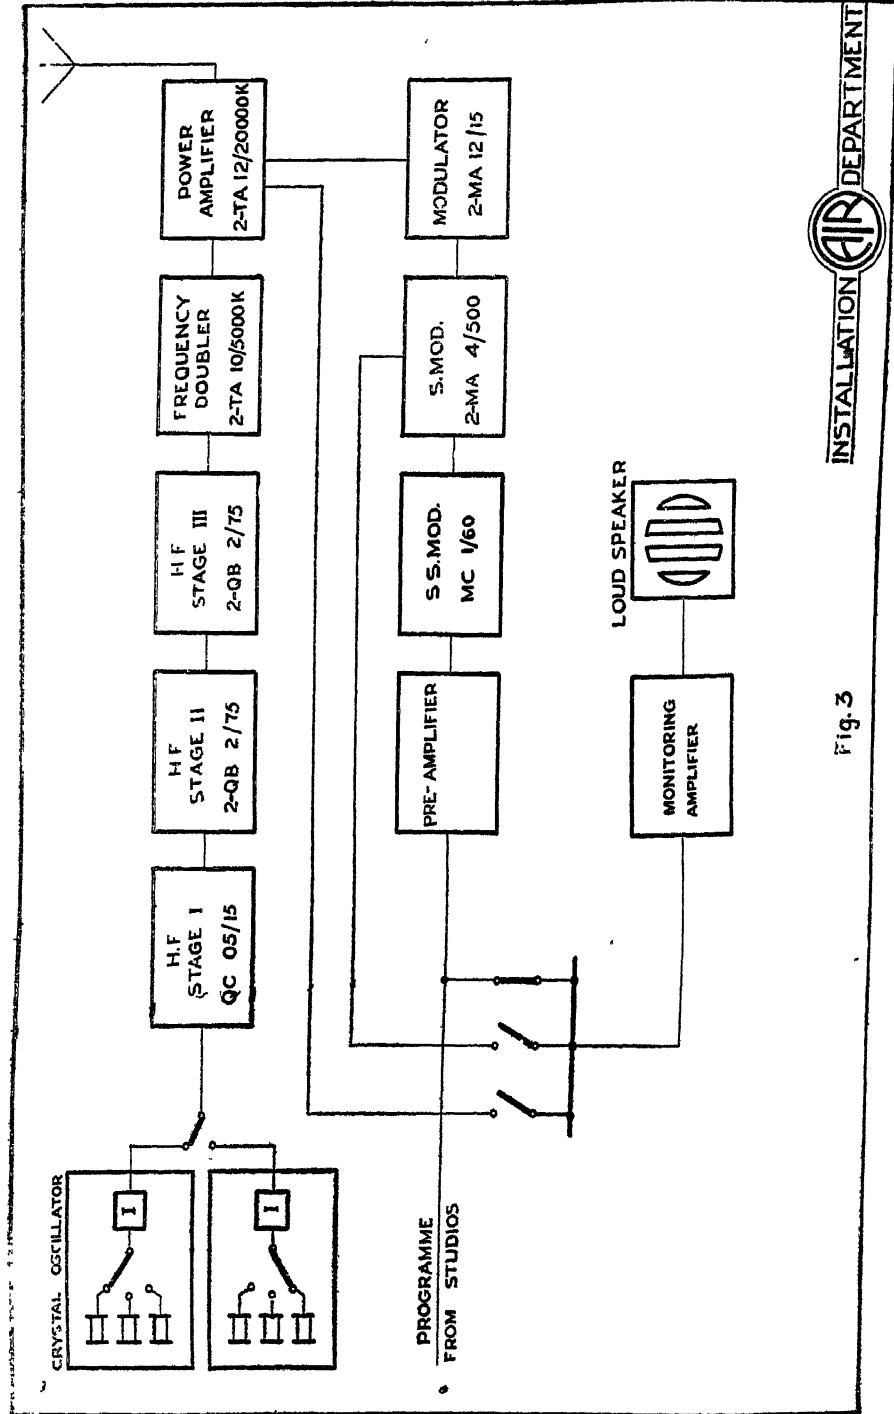 CRYSTAL OSCILLATOR
I
I
H.F
STAGE I
QC 05/15
HF
STAGE II
2-QB 2/75
HF
STAGE III
2-QB 2/75
FREQUENCY
DOUBLER
2-TA 10/5000K
POWER
AMPLIFIER
2-TA 12/20000K
PROGRAMME
FROM STUDIOS
PRE-AMPLIFIER
S S.MOD.
MC 1/60
S.MOD.
2-MA 4/500
MODULATOR
2-MA 12/15
MONITORING
AMPLIFIER
LOUD SPEAKER
Fig. 3
INSTALLATION AIR DEPARTMENT